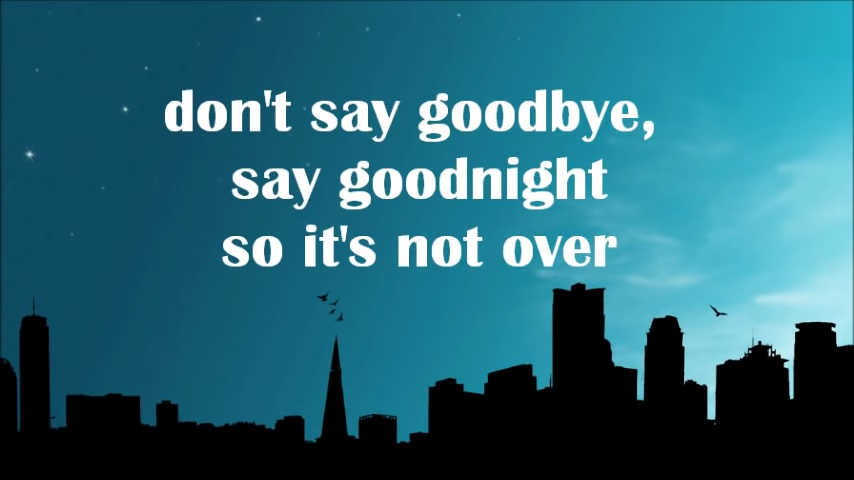 don't say goodbye,
say goodnight
so it's not over